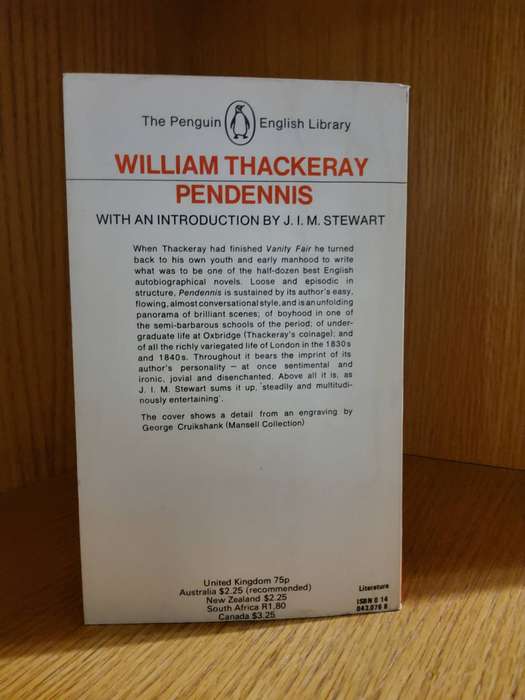 The Penguin English Library
WILLIAM THACKERAY
PENDENNIS
WITH AN INTRODUCTION BY J. I. M. STEWART
When Thackeray had finished Vanity Fair he turned
back to his own youth and early manhood to write
what was to be one of the half-dozen best English
autobiographical novels. Loose and episodic in
structure, Pendennis is sustained by its author's easy,
flowing, almost conversational style, and is an unfolding
panorama of brilliant scenes; of boyhood in one of
the semi-barbarous schools of the period; of under-
graduate life at Oxbridge (Thackeray's coinage); and
of all the richly variegated life of London in the 1830s
and 1840s. Throughout it bears the imprint of its
author's personality – at once sentimental and
ironic, jovial and disenchanted. Above all it is, as
J. I. M. Stewart sums it up, 'steadily and multitudi-
nously entertaining'.
The cover shows a detail from an engraving by
George Cruikshank (Mansell Collection)
United Kingdom 75p
Australia $2.25 (recommended)
New Zealand $2.25
South Africa R1.80
Canada $3.25
Literature
ISBN 0 14
043.076 8